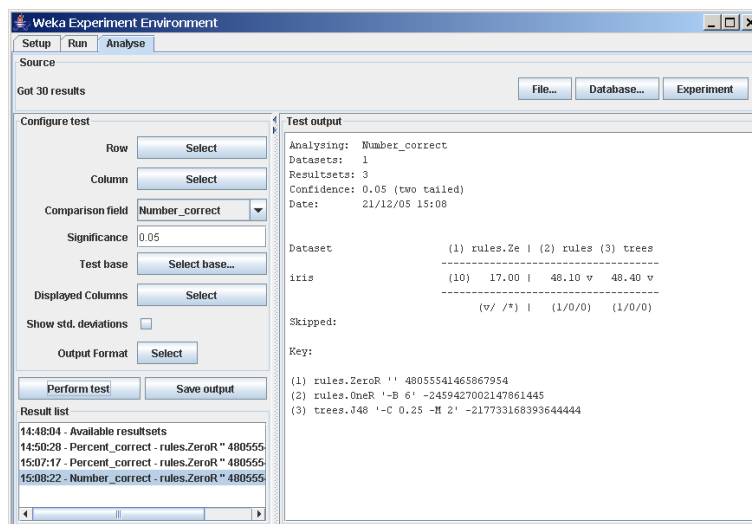 Weka Experiment Environment
Setup Run Analyse
Source
Got 30 results
File... Database... Experiment
Configure test
Row Select
Column Select
Comparison field Number_correct
Significance 0.05
Test base Select base...
Displayed Columns Select
Show std. deviations
Output Format Select
Perform test Save output
Result list
14:48:04 - Available resultsets
14:50:28 - Percent_correct - rules.ZeroR '' 480555
15:07:17 - Percent_correct - rules.ZeroR '' 480555
15:08:22 - Number_correct - rules.ZeroR '' 480555
Test output
Analysing: Number_correct
Datasets: 1
Resultsets: 3
Confidence: 0.05 (two tailed)
Date: 21/12/05 15:08
Dataset (1) rules.Ze | (2) rules (3) trees
------------------------------------
iris (10) 17.00 | 48.10 v 48.40 v
------------------------------------
(v/ /*) | (1/0/0) (1/0/0)
Skipped:
Key:
(1) rules.ZeroR '' 48055541465867954
(2) rules.OneR '-B 6' -2459427002147861445
(3) trees.J48 '-C 0.25 -M 2' -217733168393644444